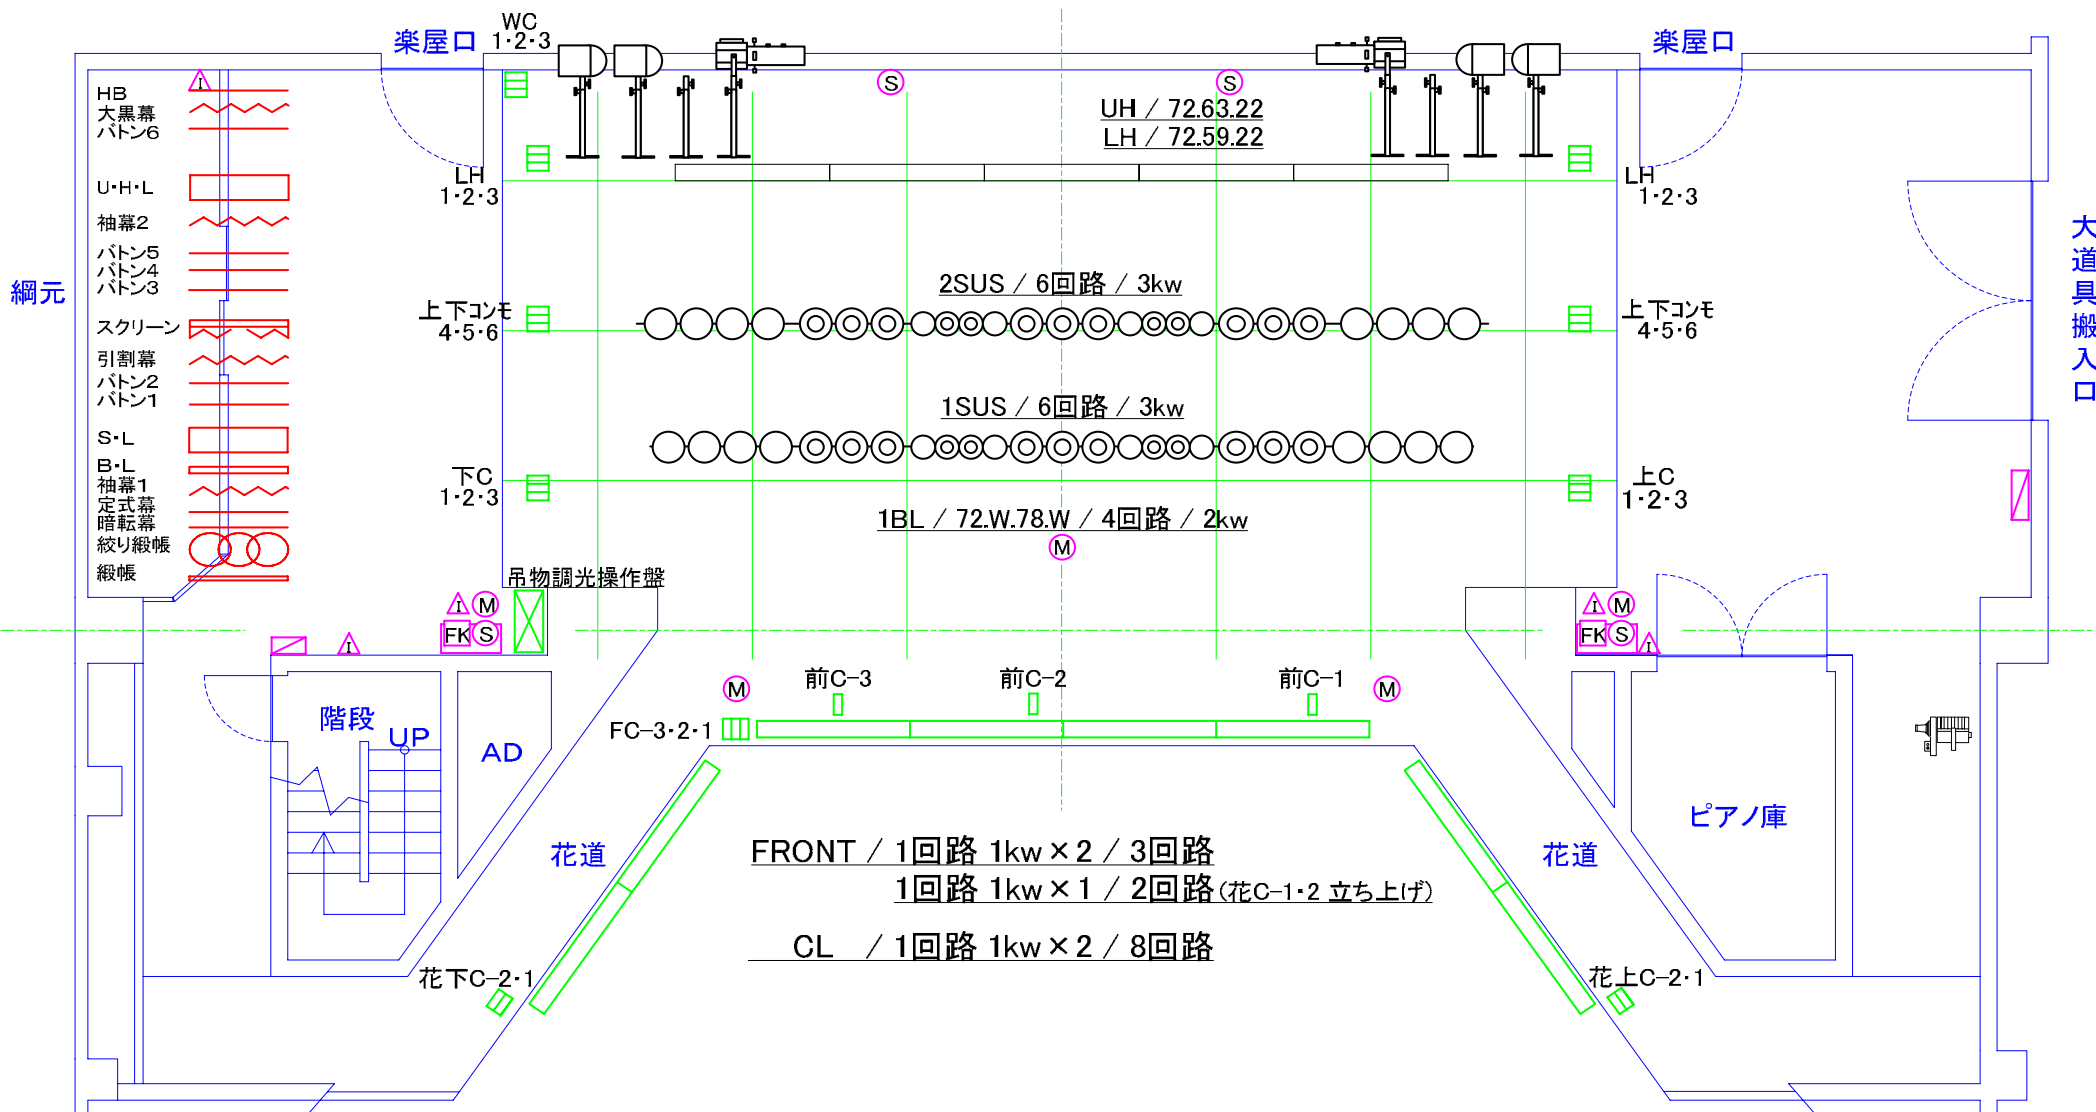 WC
1・2・3
楽屋口
楽屋口
HB
大黒幕
バトン6
U・H・L
袖幕2
バトン5
バトン4
バトン3
スクリーン
引割幕
バトン2
バトン1
S・L
B・L
袖幕1
定式幕
暗転幕
絞り緞帳
緞帳
綱元
I
S
S
UH / 72.63.22
LH / 72.59.22
LH
1・2・3
LH
1・2・3
大道具搬入口
2SUS / 6回路 / 3kw
上下コンモ
4・5・6
上下コンモ
4・5・6
1SUS / 6回路 / 3kw
下C
1・2・3
上C
1・2・3
1BL / 72.W.78.W / 4回路 / 2kw
M
吊物調光操作盤
I M
FK S
I
I M
FK S
I
M
前C-3
前C-2
前C-1
M
FC-3・2・1
階段
UP
AD
花道
花道
ピアノ庫
FRONT / 1回路 1kw×2 / 3回路
1回路 1kw×1 / 2回路(花C-1・2 立ち上げ)
CL / 1回路 1kw×2 / 8回路
花下C-2・1
花上C-2・1